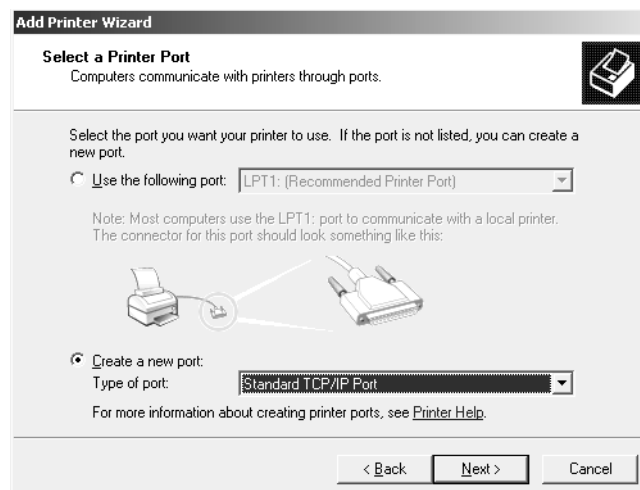 Add Printer Wizard
Select a Printer Port
Computers communicate with printers through ports.
Select the port you want your printer to use. If the port is not listed, you can create a
new port.
Use the following port: LPT1: (Recommended Printer Port)
Note: Most computers use the LPT1: port to communicate with a local printer.
The connector for this port should look something like this:
Create a new port:
Type of port: Standard TCP/IP Port
For more information about creating printer ports, see Printer Help.
< Back Next > Cancel